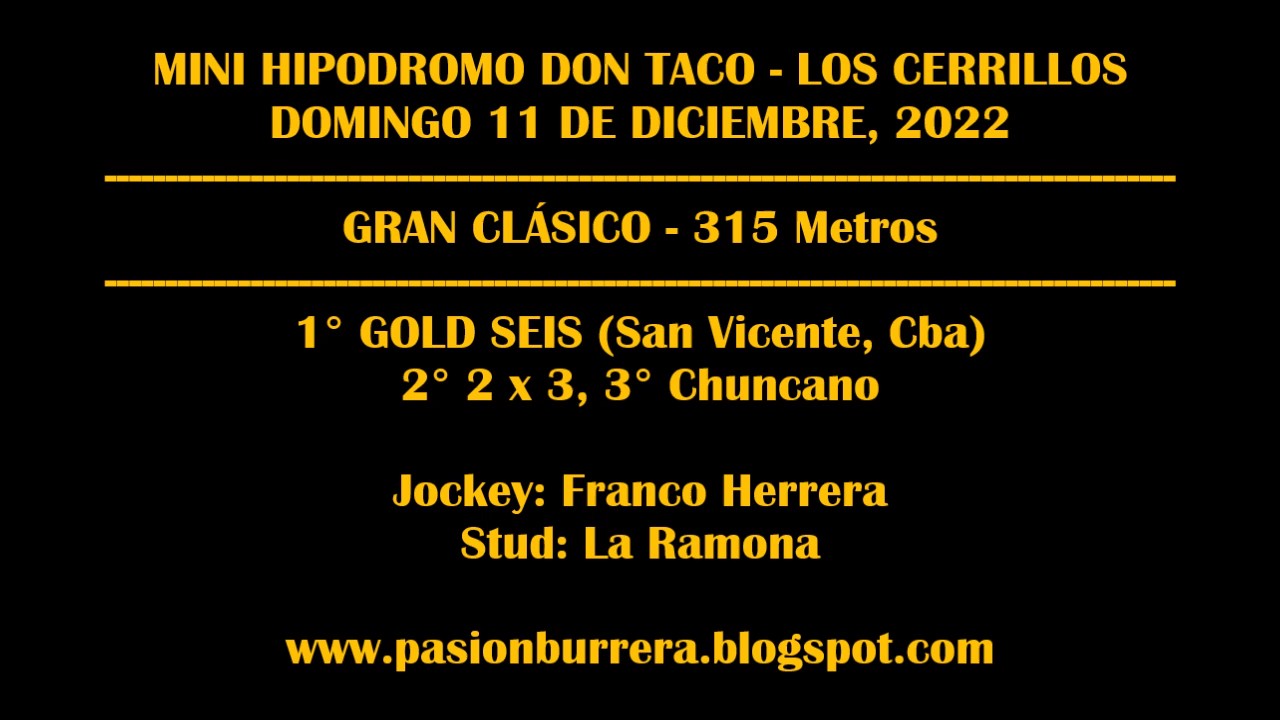 MINI HIPODROMO DON TACO - LOS CERRILLOS
DOMINGO 11 DE DICIEMBRE, 2022
GRAN CLÁSICO - 315 Metros
1° GOLD SEIS (San Vicente, Cba)
2° 2 x 3, 3° Chuncano
Jockey: Franco Herrera
Stud: La Ramona
www.pasionburrera.blogspot.com